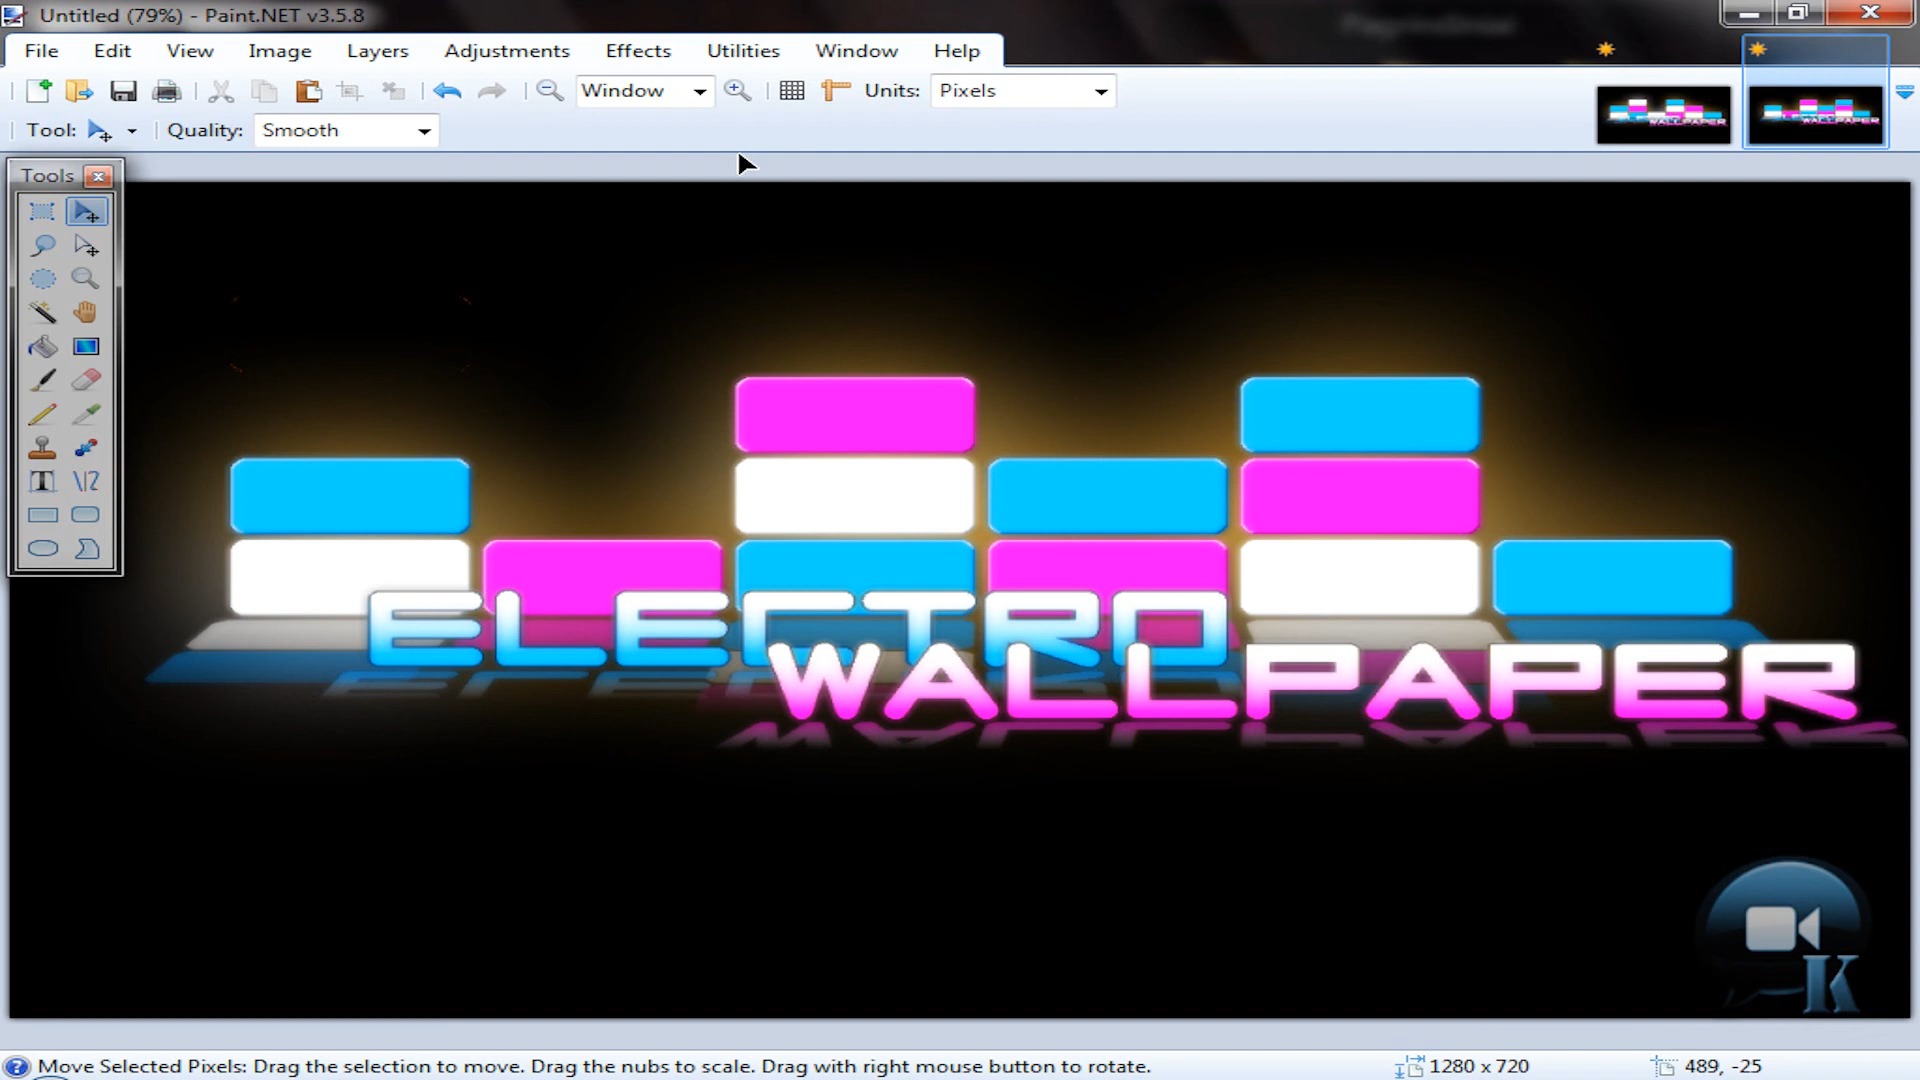 Untitled (79%) - Paint.NET v3.5.8
File Edit View Image Layers Adjustments Effects Utilities Window Help
Window Units: Pixels
Tool: Quality: Smooth
Tools
ELECTRO
WALLPAPER
K
Move Selected Pixels: Drag the selection to move. Drag the nubs to scale. Drag with right mouse button to rotate. 1280 x 720 489, -25